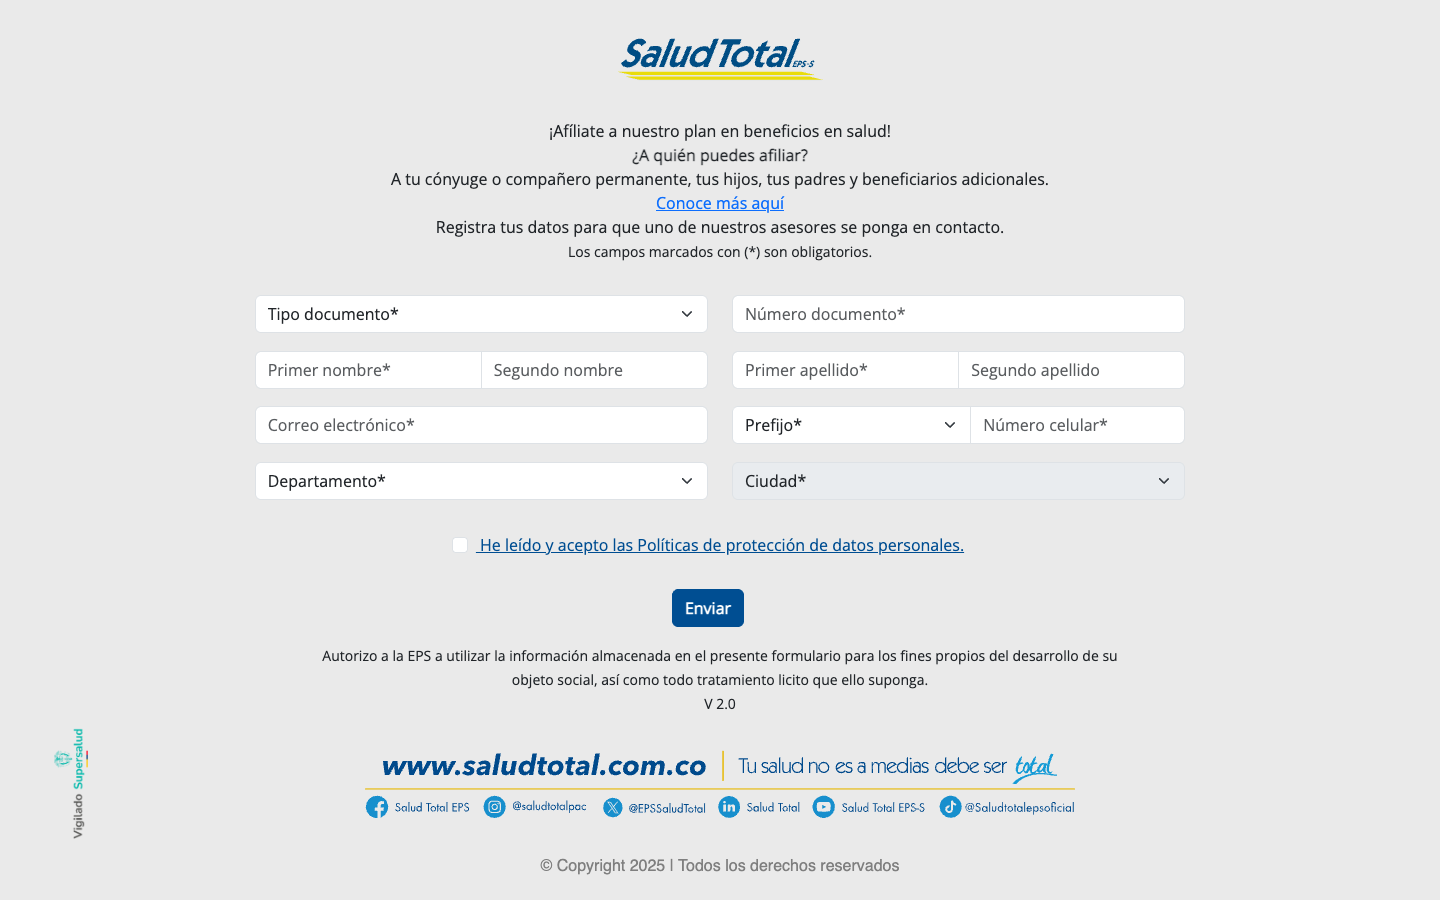 SaludTotal EPS-S
¡Afíliate a nuestro plan en beneficios en salud!
¿A quién puedes afiliar?
A tu cónyuge o compañero permanente, tus hijos, tus padres y beneficiarios adicionales.
Conoce más aquí
Registra tus datos para que uno de nuestros asesores se ponga en contacto.
Los campos marcados con (*) son obligatorios.
Tipo documento*
Número documento*
Primer nombre*
Segundo nombre
Primer apellido*
Segundo apellido
Correo electrónico*
Prefijo*
Número celular*
Departamento*
Ciudad*
He leído y acepto las Políticas de protección de datos personales.
Enviar
Autorizo a la EPS a utilizar la información almacenada en el presente formulario para los fines propios del desarrollo de su
objeto social, así como todo tratamiento licito que ello suponga.
V 2.0
Vigilado Supersalud
www.saludtotal.com.co | Tu salud no es a medias debe ser total
Salud Total EPS @saludtotalpac @EPSSaludTotal Salud Total Salud Total EPS-S @Saludtotalepsoficial
© Copyright 2025 | Todos los derechos reservados